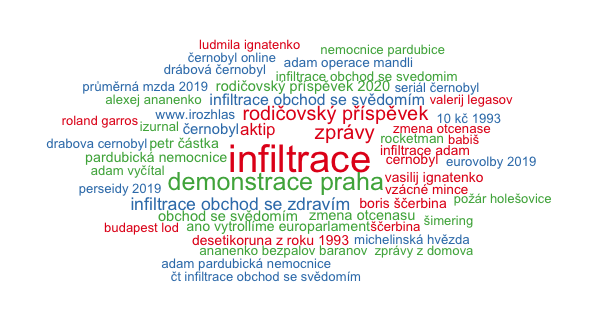 ludmila ignatenko
nemocnice pardubice
černobyl online
adam operace mandli
drábová černobyl
infiltrace obchod se svedomim
průměrná mzda 2019
rodičovský příspěvek 2020
seriál černobyl
alexej ananenko
infiltrace obchod se svědomím
valerij legasov
www.irozhlas
rodičovský příspěvek
10 kč 1993
roland garros
izurnal
černobyl
aktip
zprávy
zmena otcenase
drabova cernobyl
petr částka
rocketman
babiš
infiltrace adam
pardubická nemocnice
infiltrace
cernobyl
eurovolby 2019
adam vyčítal
vasilij ignatenko
perseidy 2019
demonstrace praha
vzácné mince
infiltrace obchod se zdravím
boris ščerbina
požár holešovice
obchod se svědomím
zmena otcenasu
šimering
budapest lod
ano vytrollíme europarlament
ščerbina
desetikoruna z roku 1993
michelinská hvězda
ananenko bezpalov baranov
zprávy z domova
adam pardubická nemocnice
čt infiltrace obchod se svědomím